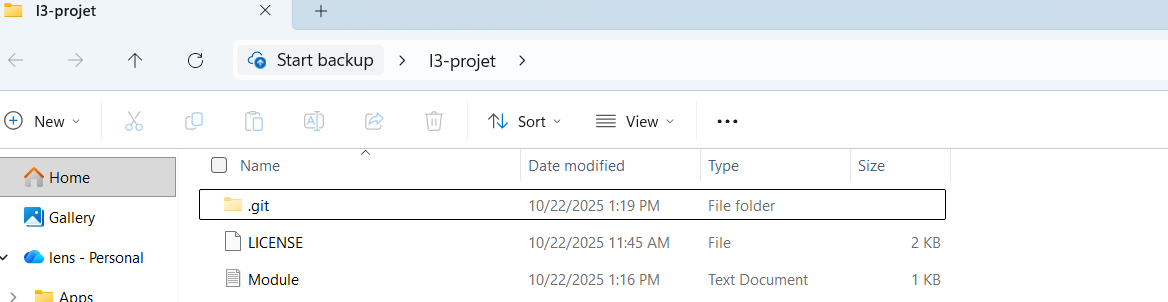 l3-projet
Start backup l3-projet
New Sort View
Name Date modified Type Size
Home
.git 10/22/2025 1:19 PM File folder
Gallery
LICENSE 10/22/2025 11:45 AM File 2 KB
lens - Personal
Module 10/22/2025 1:16 PM Text Document 1 KB
Apps